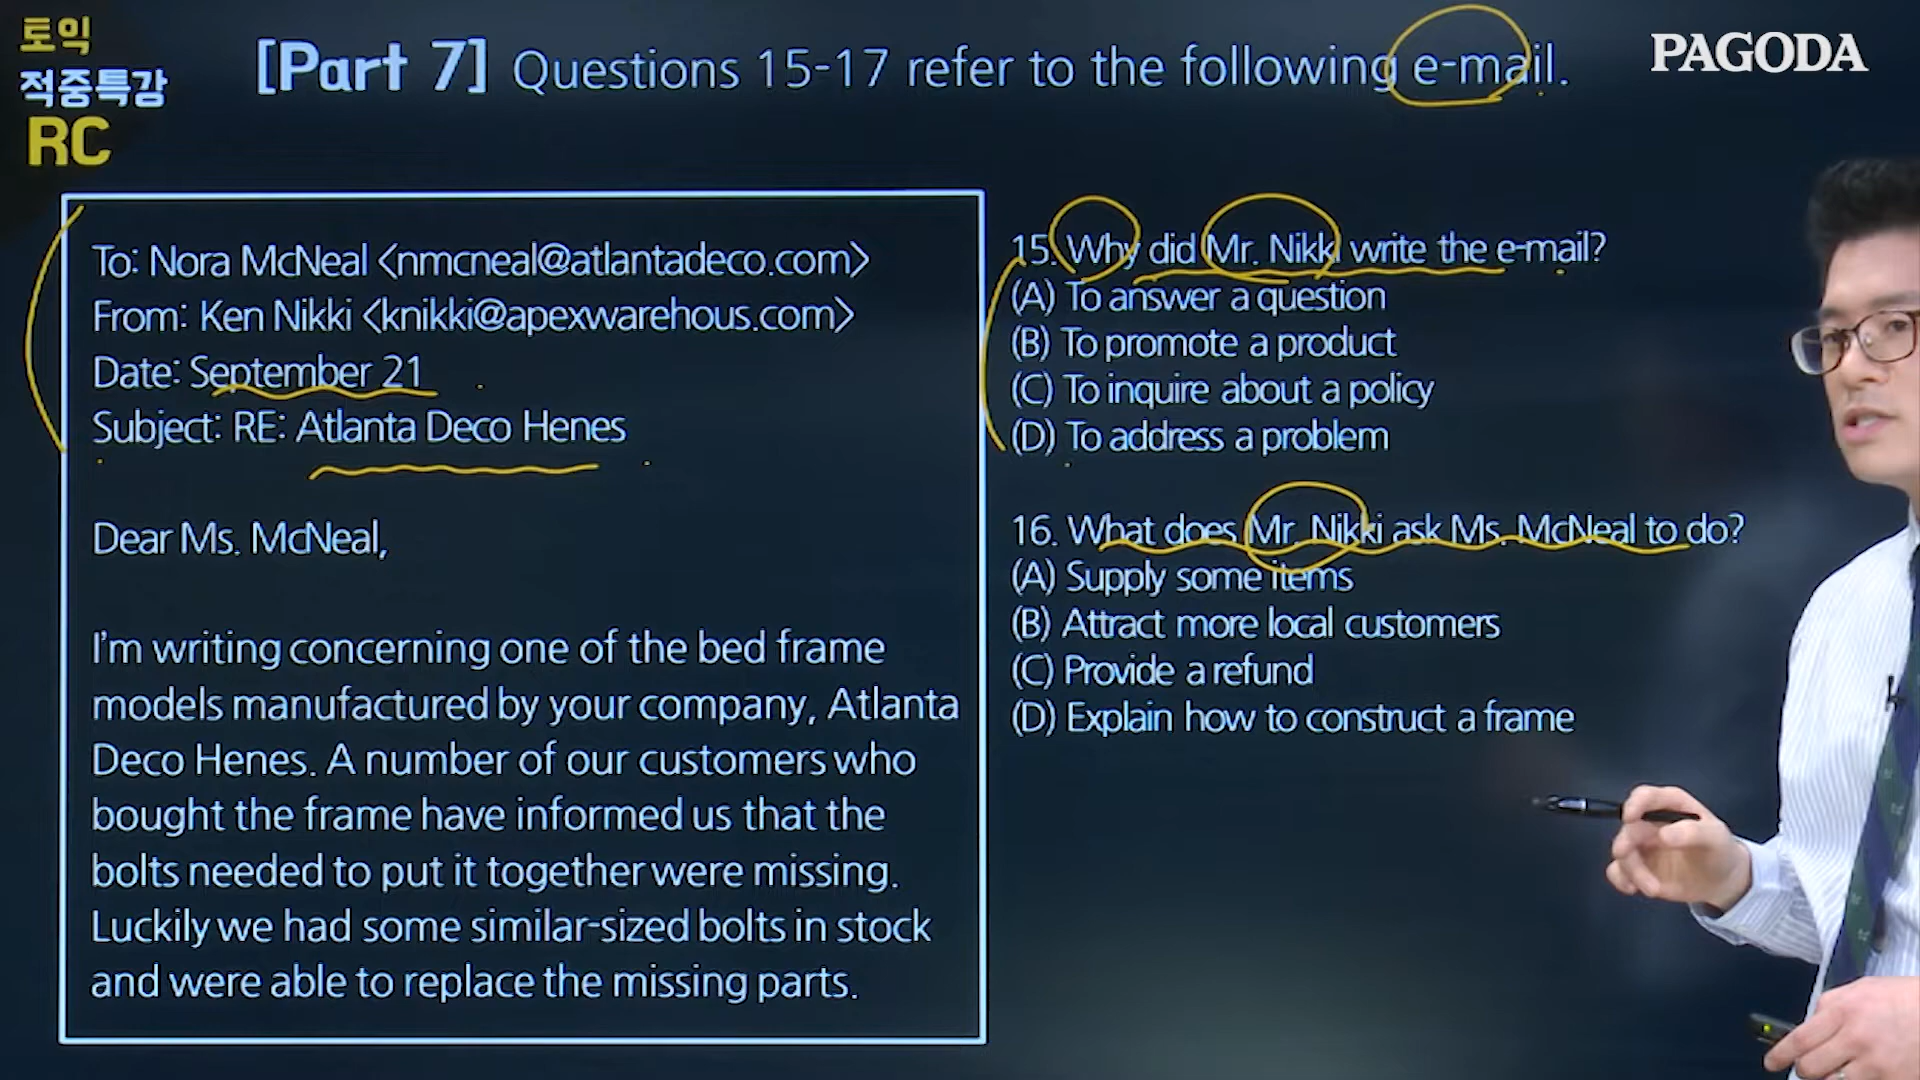 토익
적중특강
RC
[Part 7] Questions 15-17 refer to the following e-mail.
PAGODA
To: Nora McNeal <nmcneal@atlantadeco.com>
From: Ken Nikki <knikki@apexwarehous.com>
Date: September 21
Subject: RE: Atlanta Deco Henes
Dear Ms. McNeal,
I'm writing concerning one of the bed frame
models manufactured by your company, Atlanta
Deco Henes. A number of our customers who
bought the frame have informed us that the
bolts needed to put it together were missing.
Luckily we had some similar-sized bolts in stock
and were able to replace the missing parts.
15. Why did Mr. Nikki write the e-mail?
(A) To answer a question
(B) To promote a product
(C) To inquire about a policy
(D) To address a problem
16. What does Mr. Nikki ask Ms. McNeal to do?
(A) Supply some items
(B) Attract more local customers
(C) Provide a refund
(D) Explain how to construct a frame